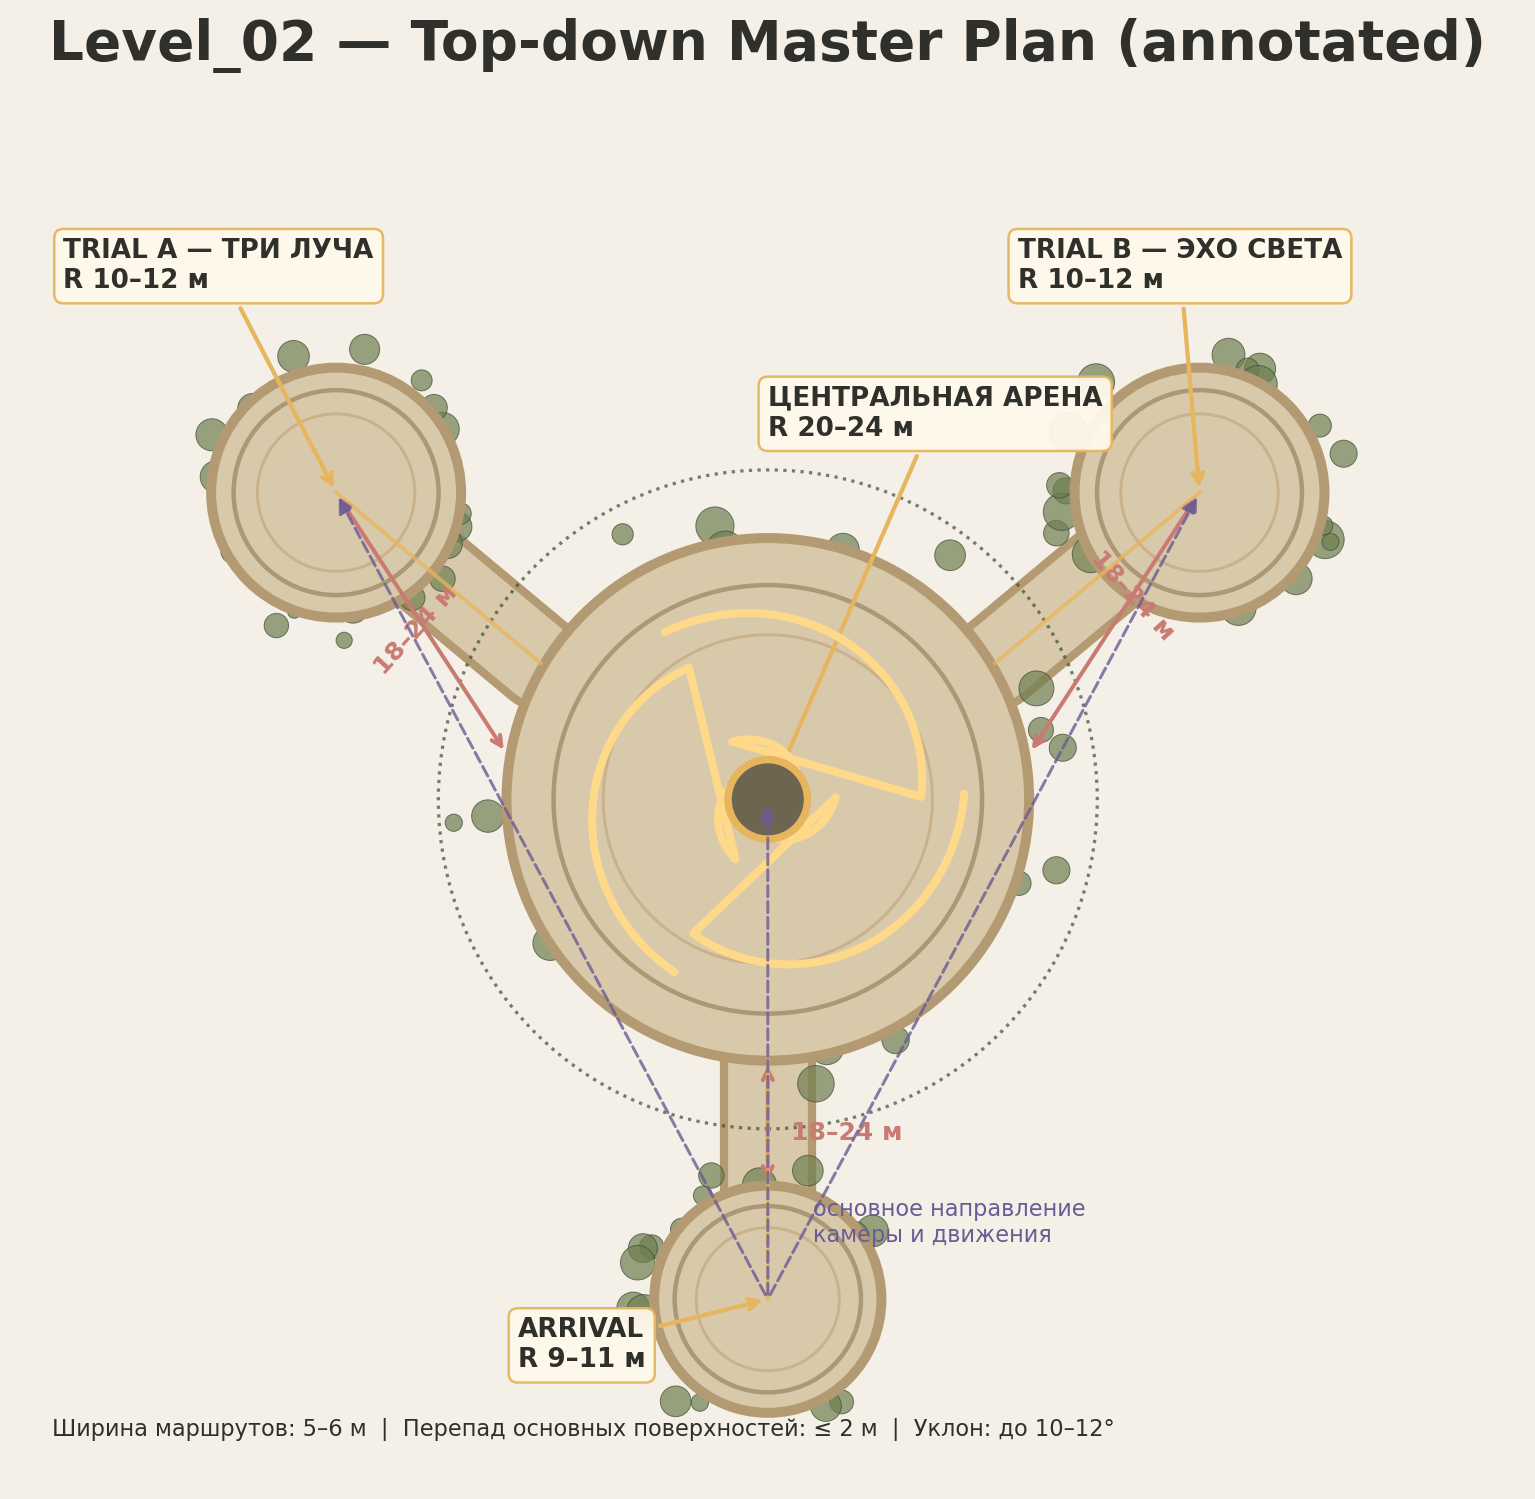 Level_02 — Top-down Master Plan (annotated)
TRIAL A — ТРИ ЛУЧА
R 10–12 м
TRIAL B — ЭХО СВЕТА
R 10–12 м
ЦЕНТРАЛЬНАЯ АРЕНА
R 20–24 м
18–24 м
18–24 м
18–24 м
основное направление
камеры и движения
ARRIVAL
R 9–11 м
Ширина маршрутов: 5–6 м | Перепад основных поверхностей: ≤ 2 м | Уклон: до 10–12°